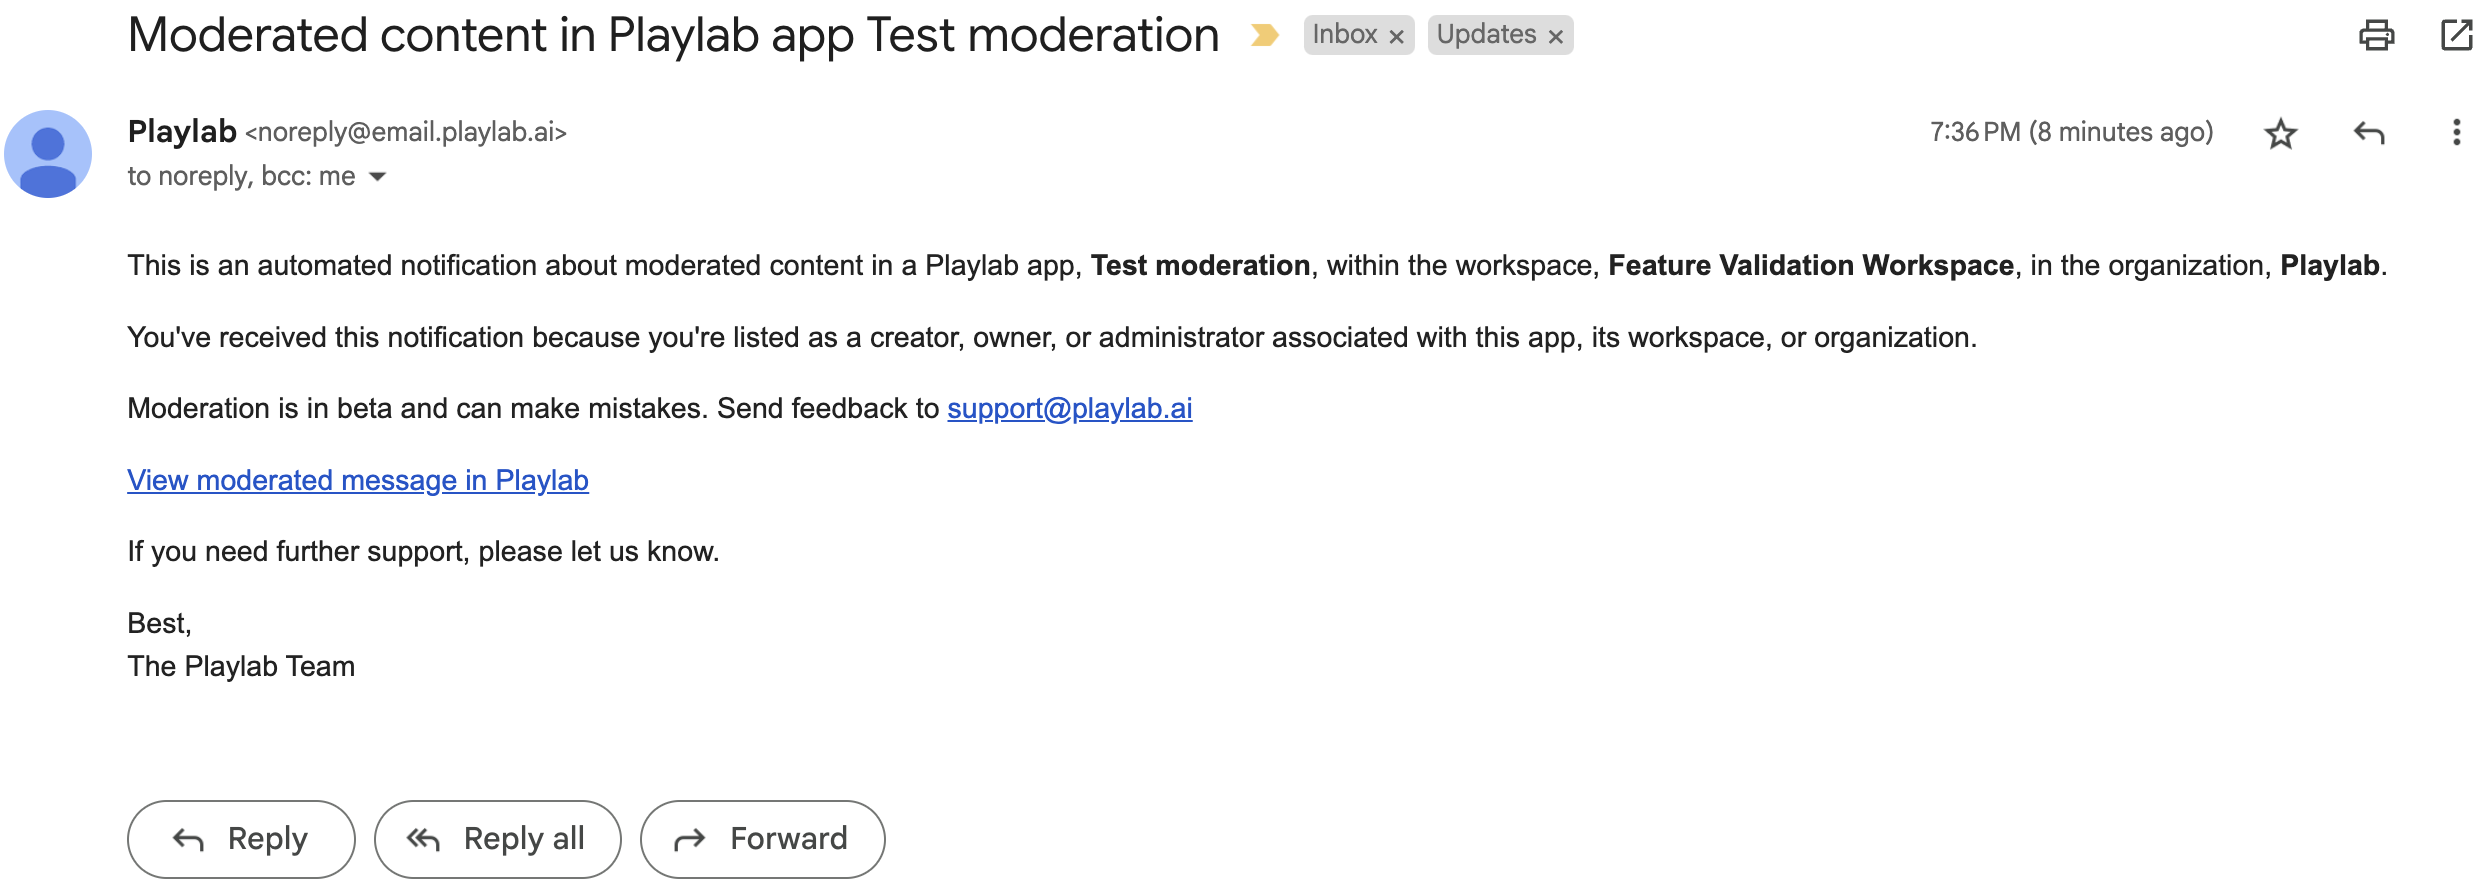 Moderated content in Playlab app Test moderation Inbox × Updates ×
Playlab <noreply@email.playlab.ai> 7:36 PM (8 minutes ago)
to noreply, bcc: me
This is an automated notification about moderated content in a Playlab app, Test moderation, within the workspace, Feature Validation Workspace, in the organization, Playlab.
You've received this notification because you're listed as a creator, owner, or administrator associated with this app, its workspace, or organization.
Moderation is in beta and can make mistakes. Send feedback to support@playlab.ai
View moderated message in Playlab
If you need further support, please let us know.
Best,
The Playlab Team
Reply Reply all Forward